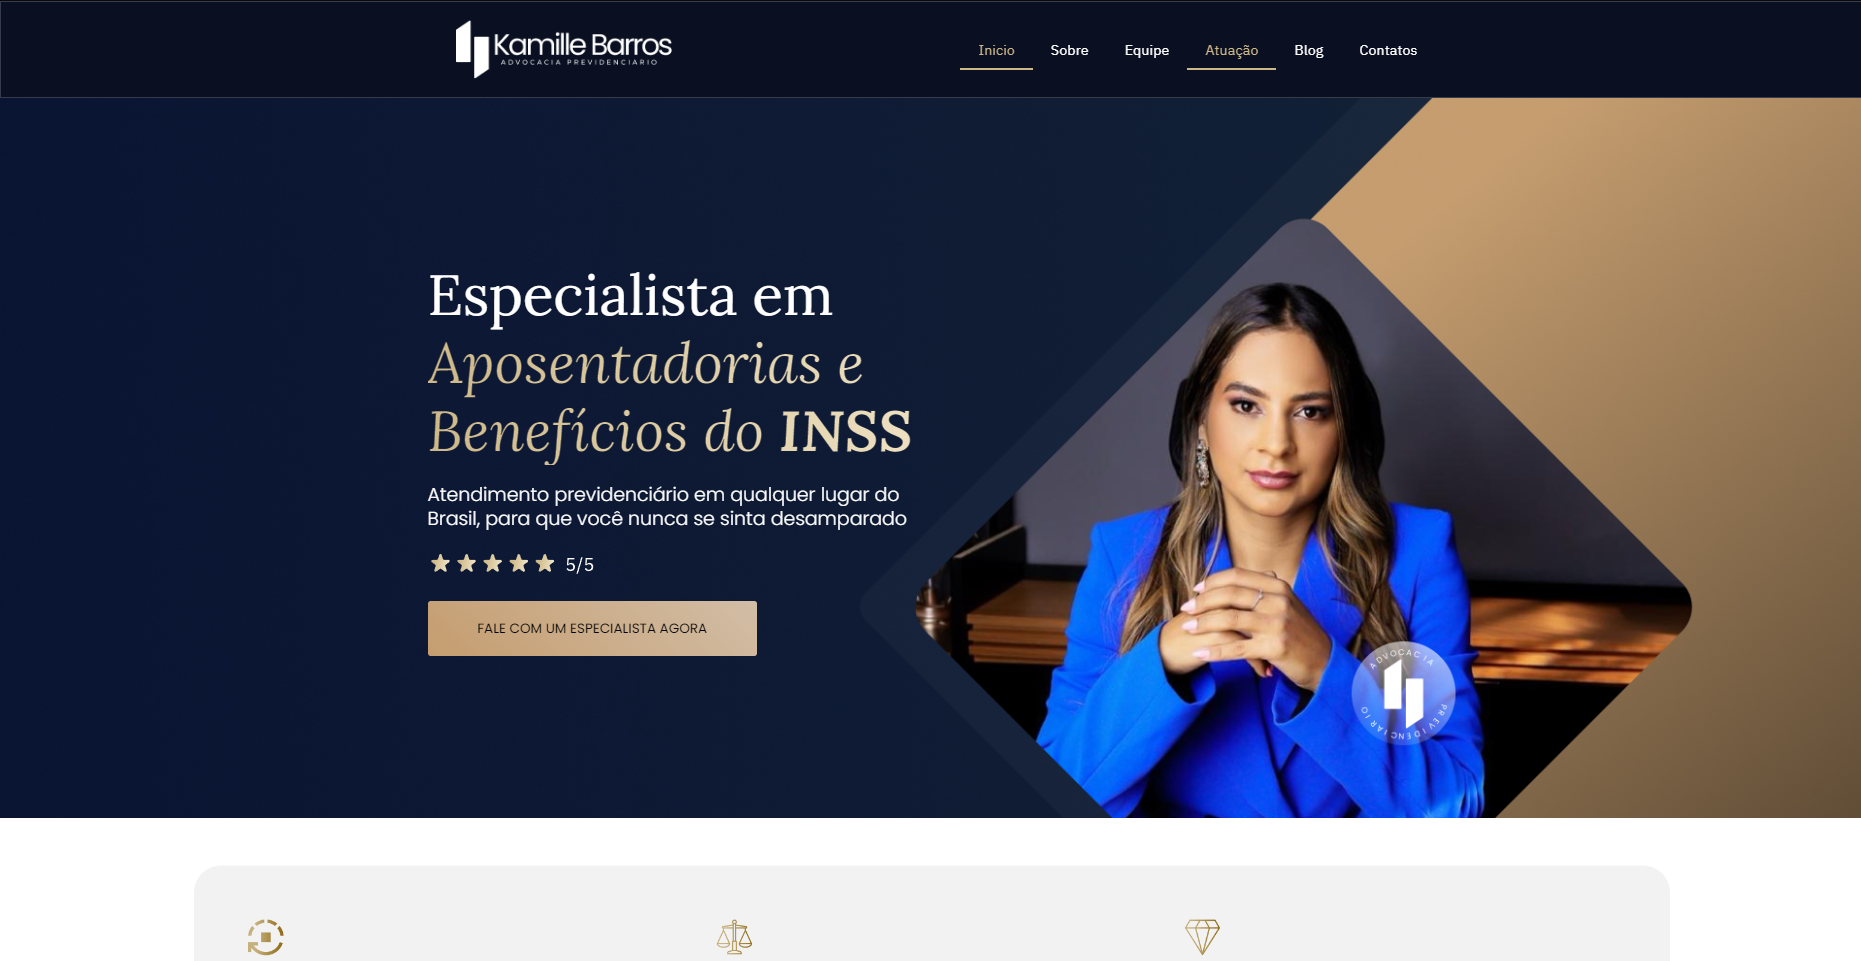 Kamille Barros
ADVOCACIA PREVIDENCIARIO
Inicio Sobre Equipe Atuação Blog Contatos
Especialista em
Aposentadorias e
Benefícios do INSS
Atendimento previdenciário em qualquer lugar do
Brasil, para que você nunca se sinta desamparado
5/5
FALE COM UM ESPECIALISTA AGORA
ADVOCACIA
PREVIDENCIARIO